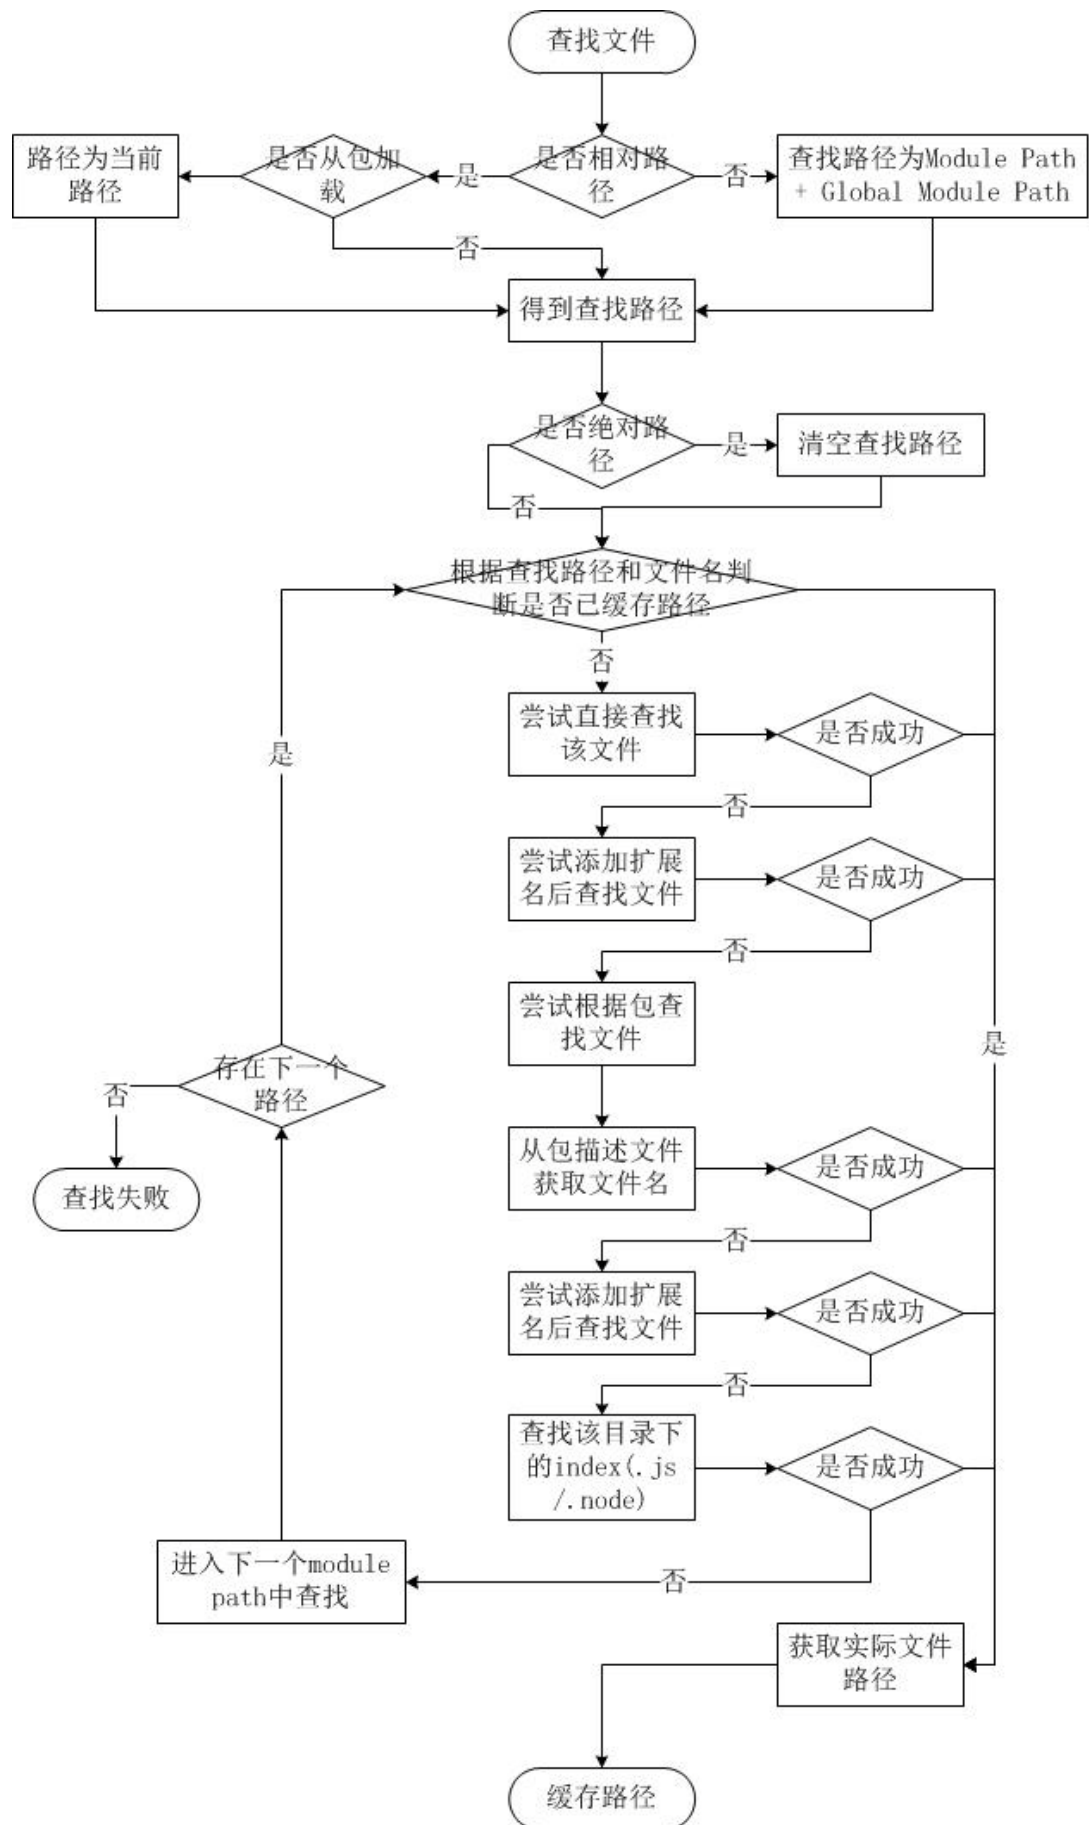 查找文件
路径为当前
路径
是否从包加
载
是
是否相对路
径
否
查找路径为Module Path
+ Global Module Path
否
得到查找路径
是否绝对路
径
是
清空查找路径
否
根据查找路径和文件名判
断是否已缓存路径
否
尝试直接查找
该文件
是否成功
是
否
尝试添加扩展
名后查找文件
是否成功
否
尝试根据包查
找文件
是
存在下一个
路径
否
从包描述文件
获取文件名
是否成功
查找失败
否
尝试添加扩展
名后查找文件
是否成功
否
查找该目录下
的index(.js
/.node)
是否成功
进入下一个module
path中查找
否
获取实际文件
路径
缓存路径